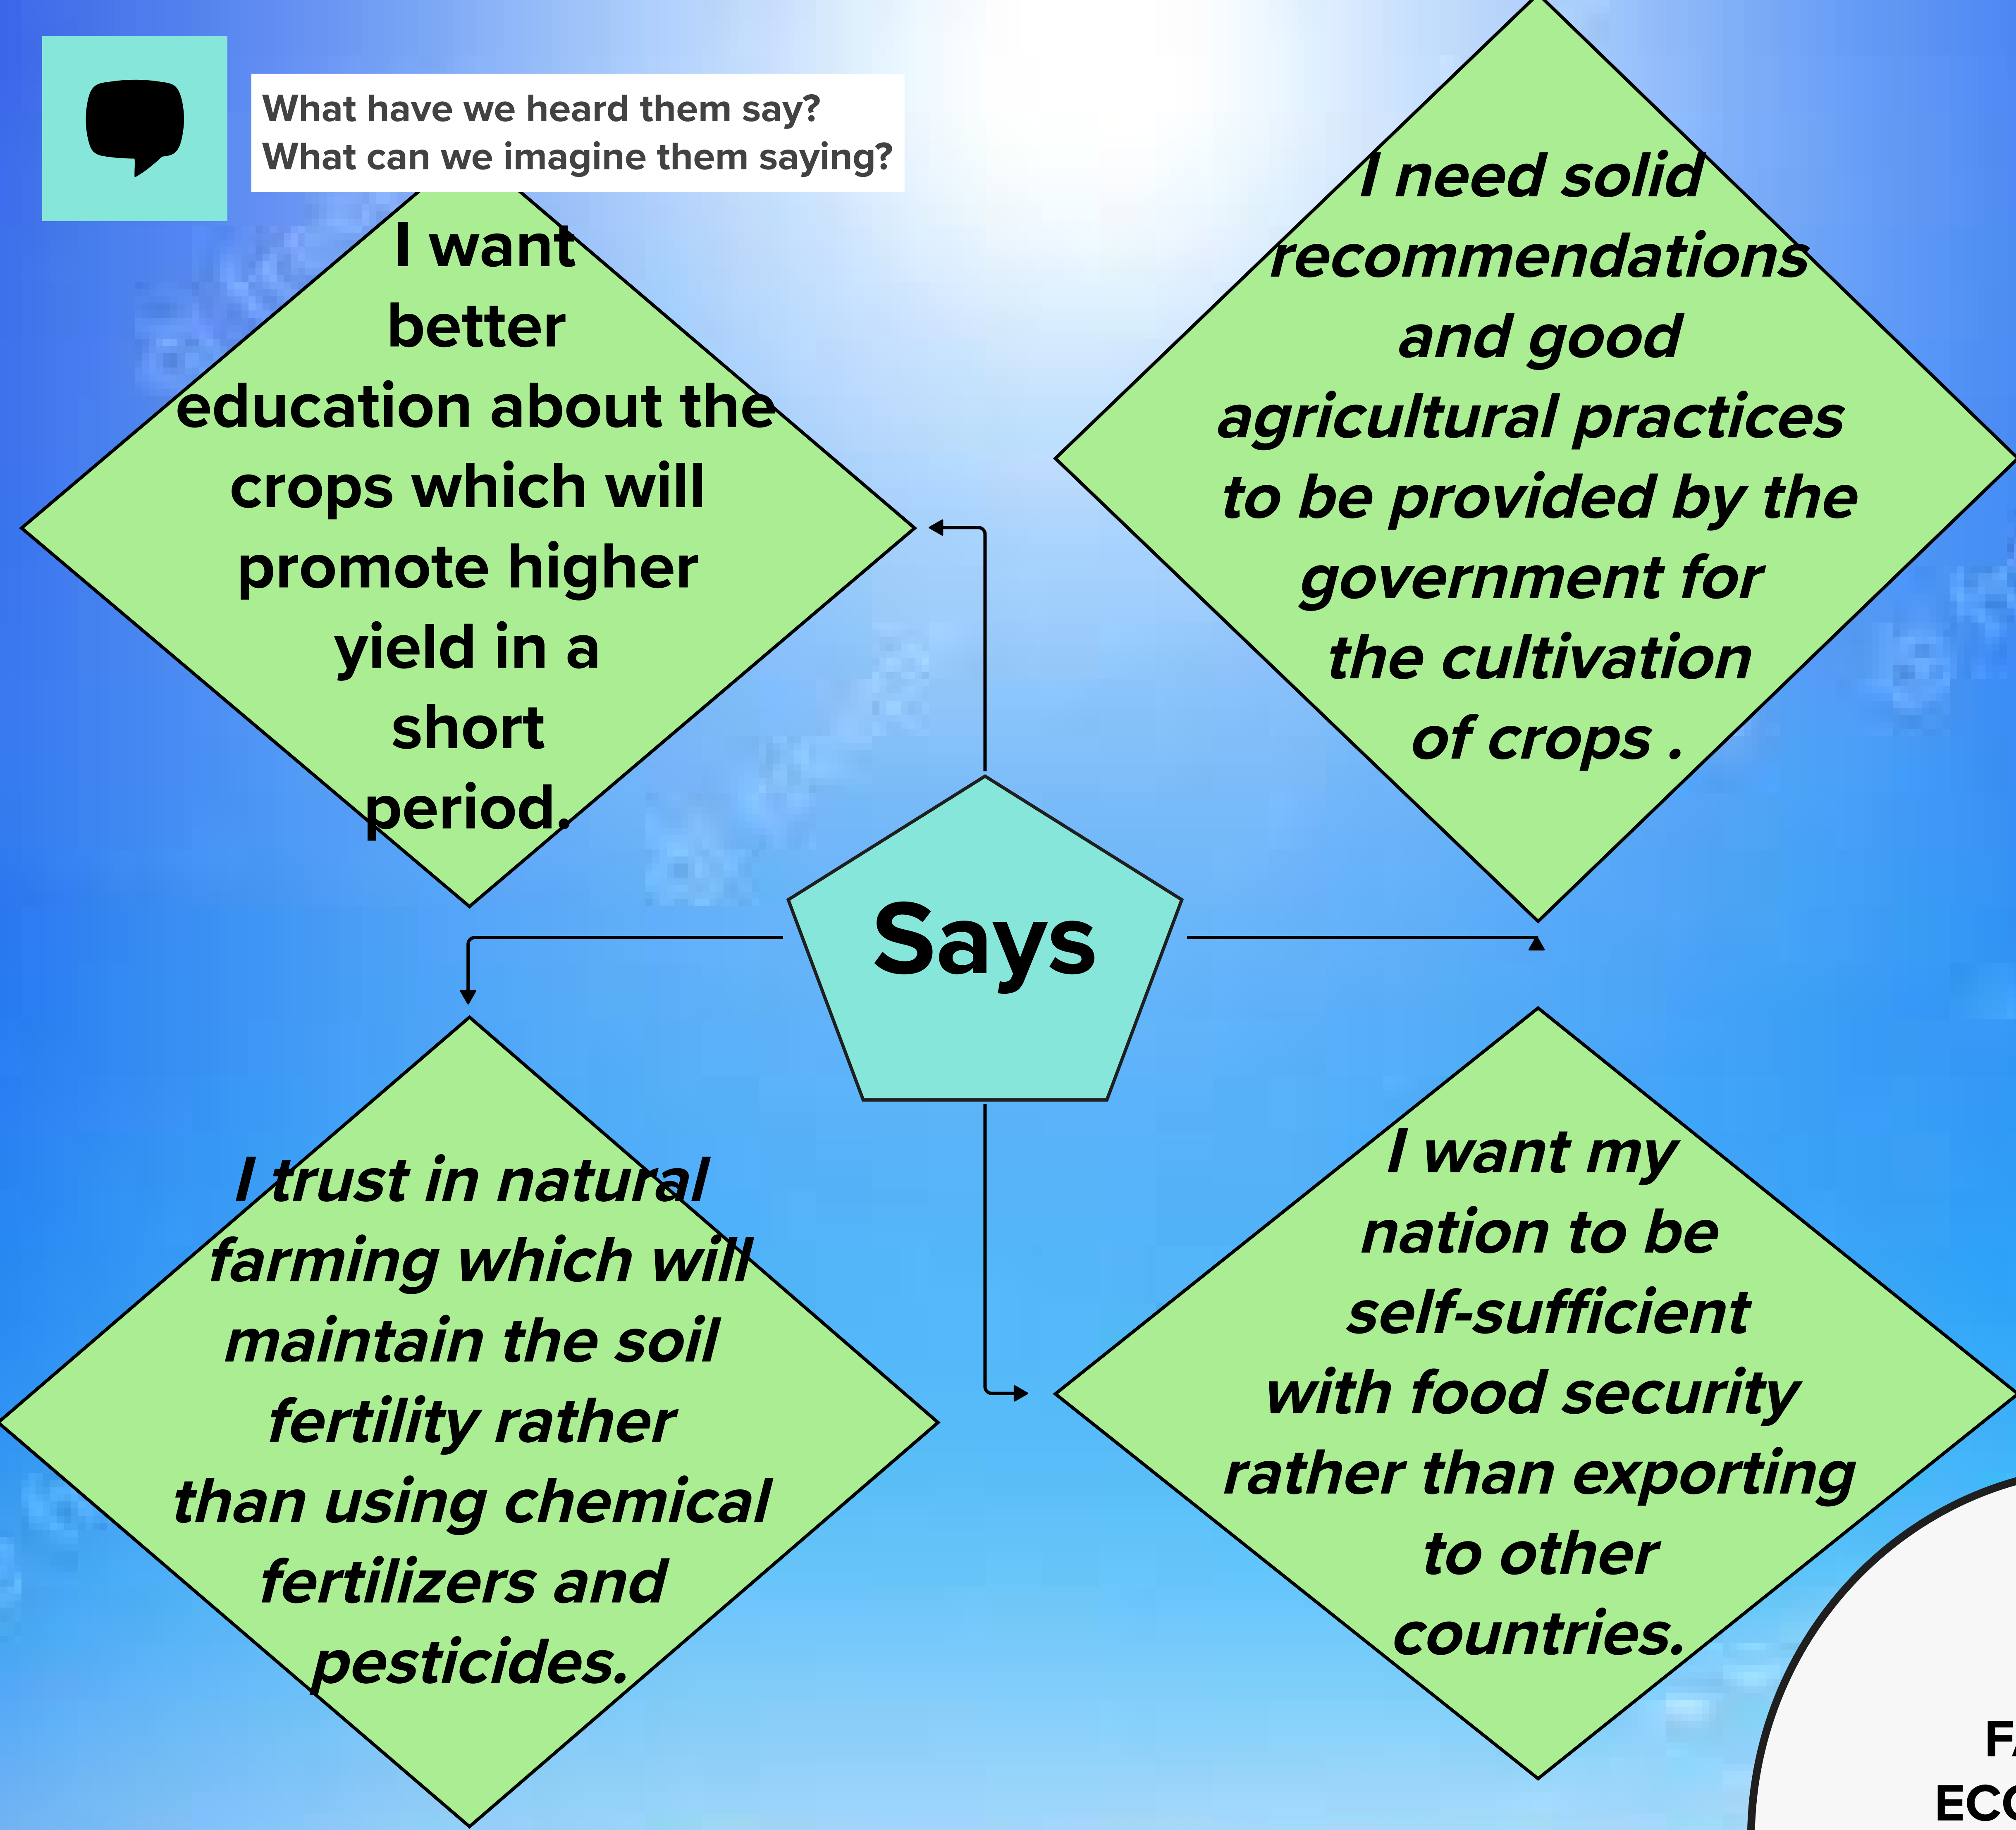 What have we heard them say?
What can we imagine them saying?
I want
better
education about the
crops which will
promote higher
yield in a
short
period.
I need solid
recommendations
and good
agricultural practices
to be provided by the
government for
the cultivation
of crops .
Says
I trust in natural
farming which will
maintain the soil
fertility rather
than using chemical
fertilizers and
pesticides.
I want my
nation to be
self-sufficient
with food security
rather than exporting
to other
countries.